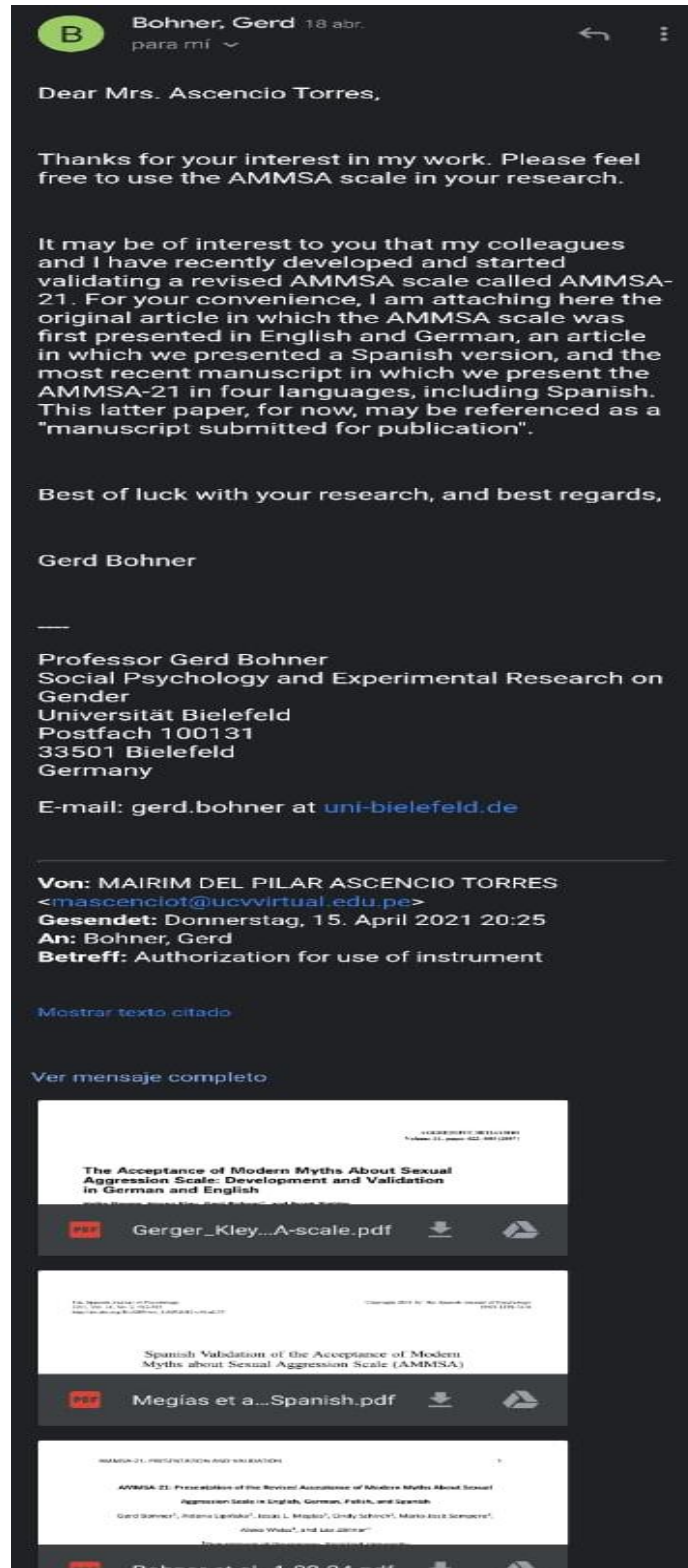 B
Bohner, Gerd 18 abr.
para mí
Dear Mrs. Ascencio Torres,
Thanks for your interest in my work. Please feel
free to use the AMMSA scale in your research.
It may be of interest to you that my colleagues
and I have recently developed and started
validating a revised AMMSA scale called AMMSA-
21. For your convenience, I am attaching here the
original article in which the AMMSA scale was
first presented in English and German, an article
in which we presented a Spanish version, and the
most recent manuscript in which we present the
AMMSA-21 in four languages, including Spanish.
This latter paper, for now, may be referenced as a
"manuscript submitted for publication".
Best of luck with your research, and best regards,
Gerd Bohner
Professor Gerd Bohner
Social Psychology and Experimental Research on
Gender
Universität Bielefeld
Postfach 100131
33501 Bielefeld
Germany
E-mail: gerd.bohner at uni-bielefeld.de
Von: MAIRIM DEL PILAR ASCENCIO TORRES
<mascenciot@ucvvirtual.edu.pe>
Gesendet: Donnerstag, 15. April 2021 20:25
An: Bohner, Gerd
Betreff: Authorization for use of instrument
Mostrar texto citado
Ver mensaje completo
The Acceptance of Modern Myths About Sexual
Aggression Scale: Development and Validation
in German and English
PDF Gerger_Kley...A-scale.pdf
Spanish Validation of the Acceptance of Modern
Myths about Sexual Aggression Scale (AMMSA)
PDF Megías et a...Spanish.pdf
AMMSA-21: PRESENTATION AND VALIDATION 1
AMMSA-21: Presentation of the Revised Acceptance of Modern Myths About Sexual
Aggression Scale in English, German, Polish, and Spanish